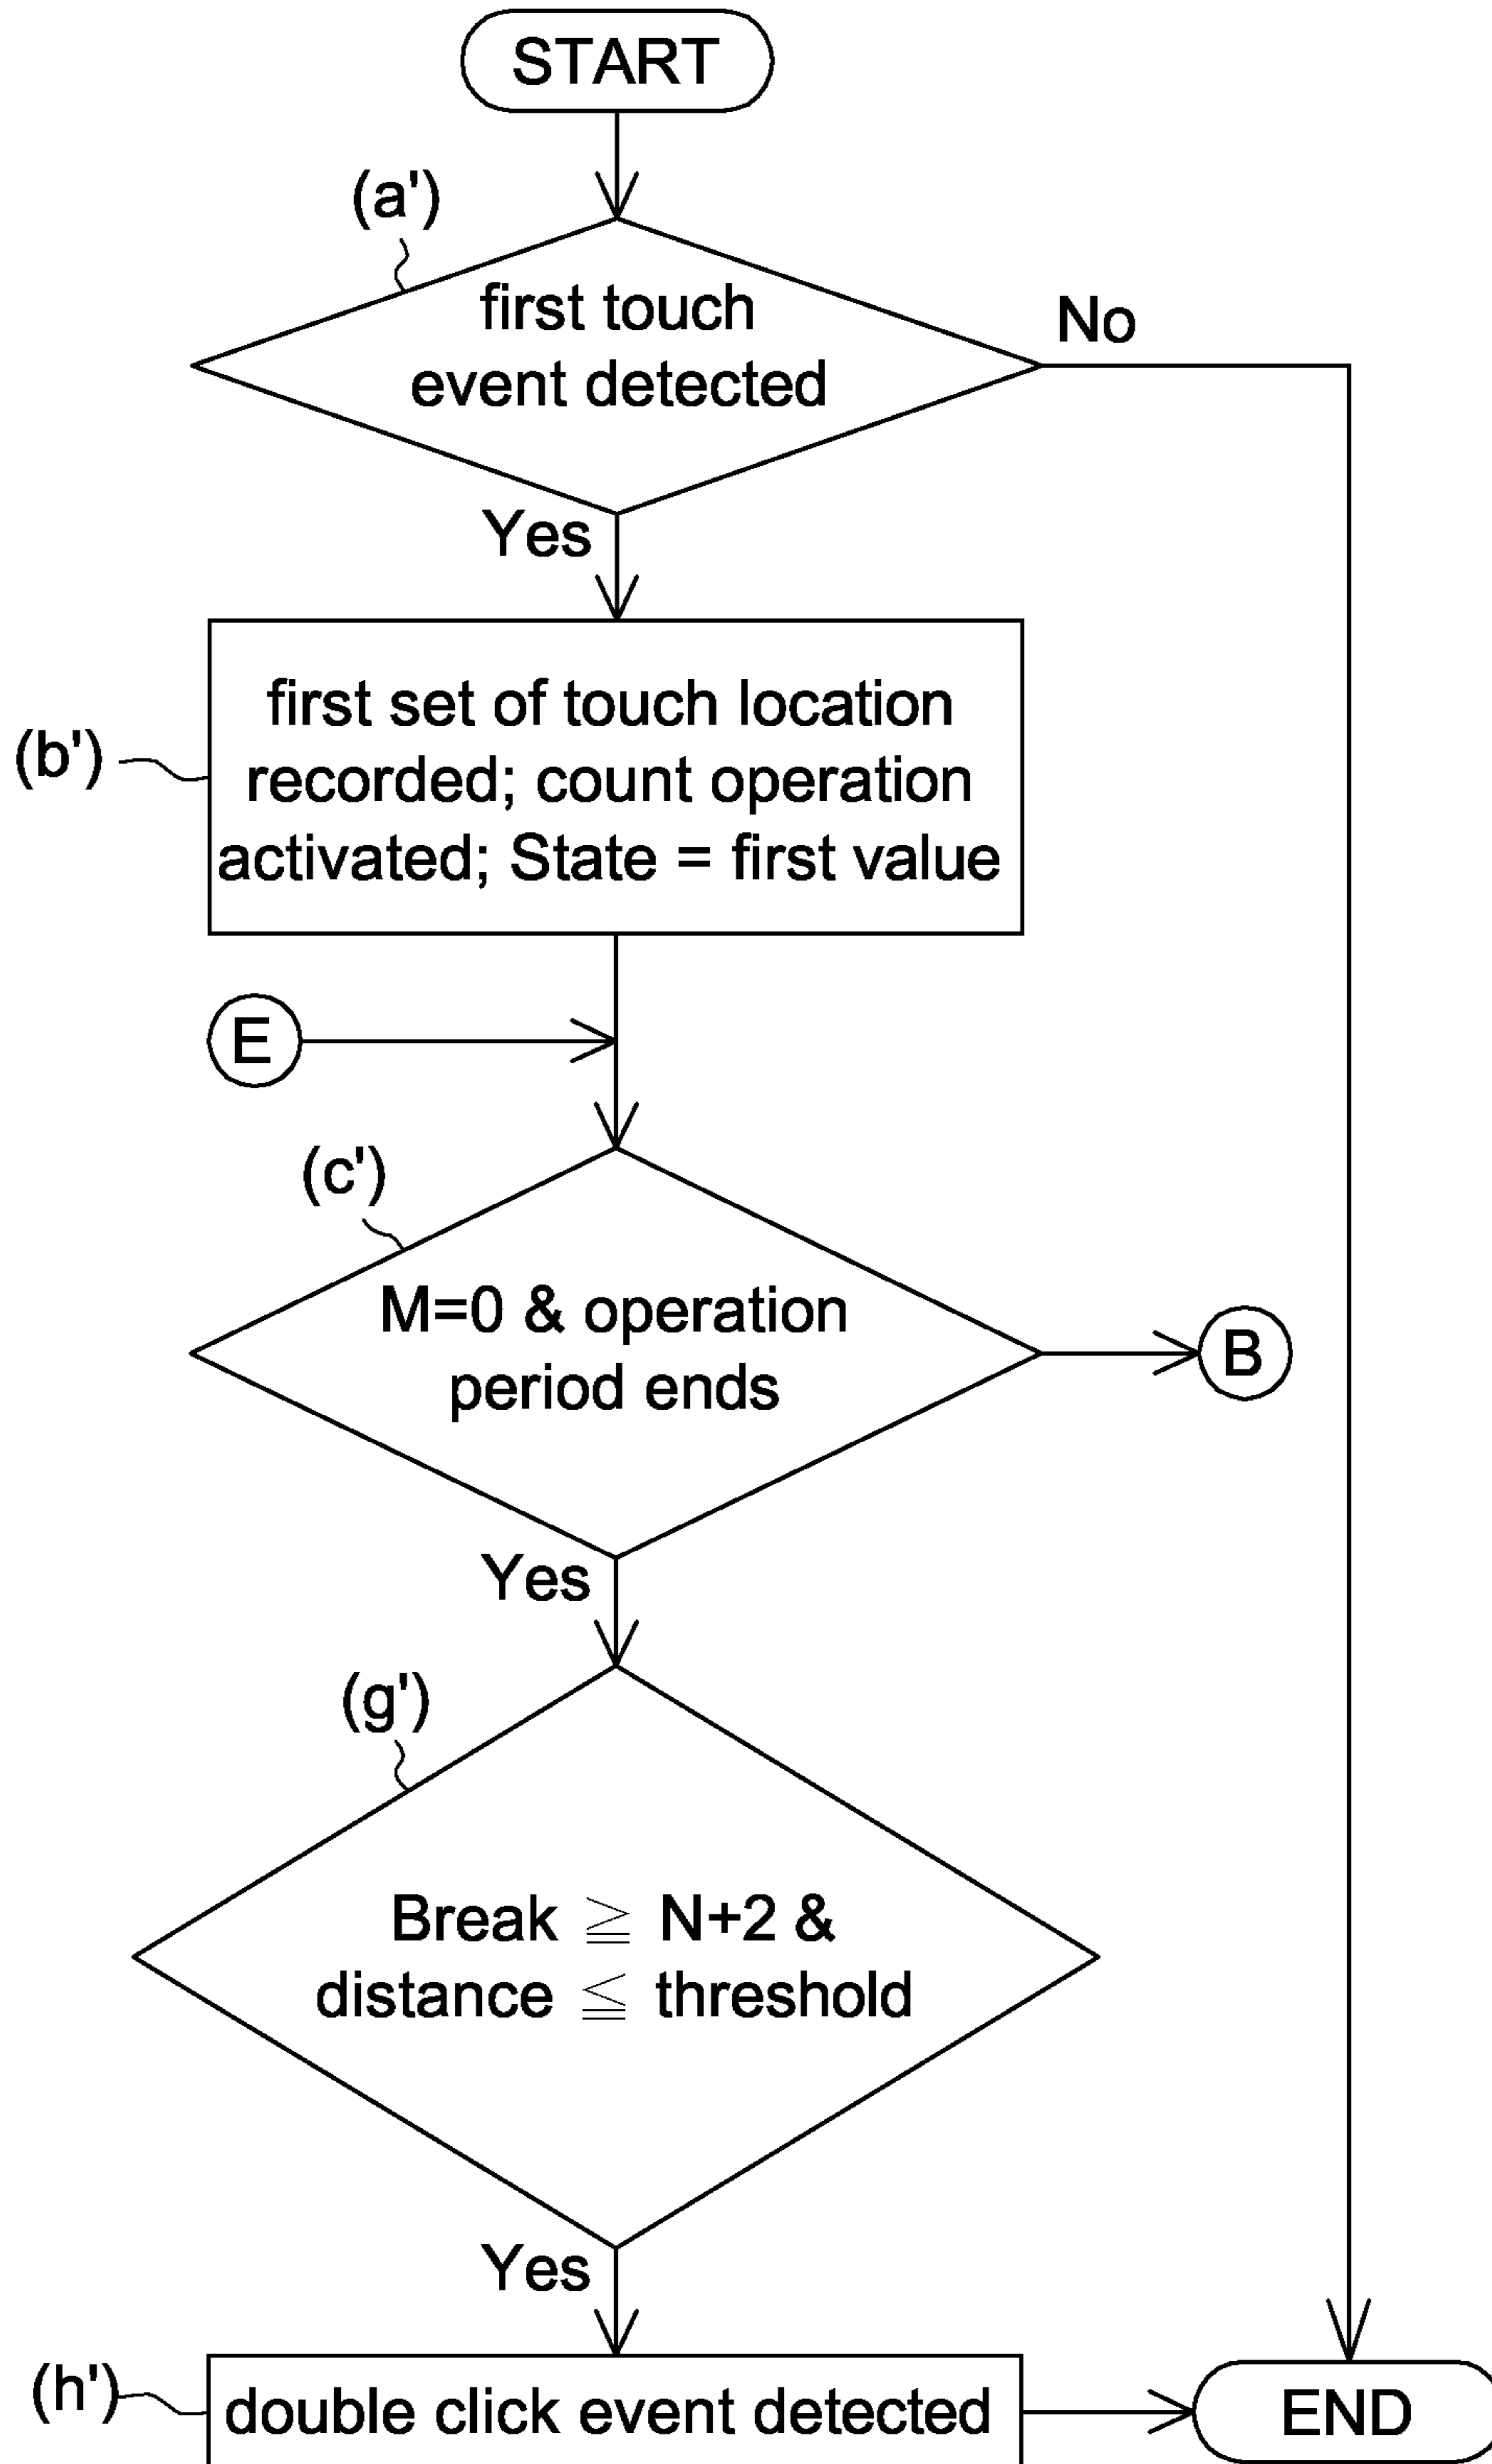 START
(a')
first touch
event detected
No
Yes
(b')
first set of touch location
recorded; count operation
activated; State = first value
E
(c')
M=0 & operation
period ends
B
Yes
(g')
Break ≧ N+2 &
distance ≦ threshold
Yes
(h')
double click event detected
END